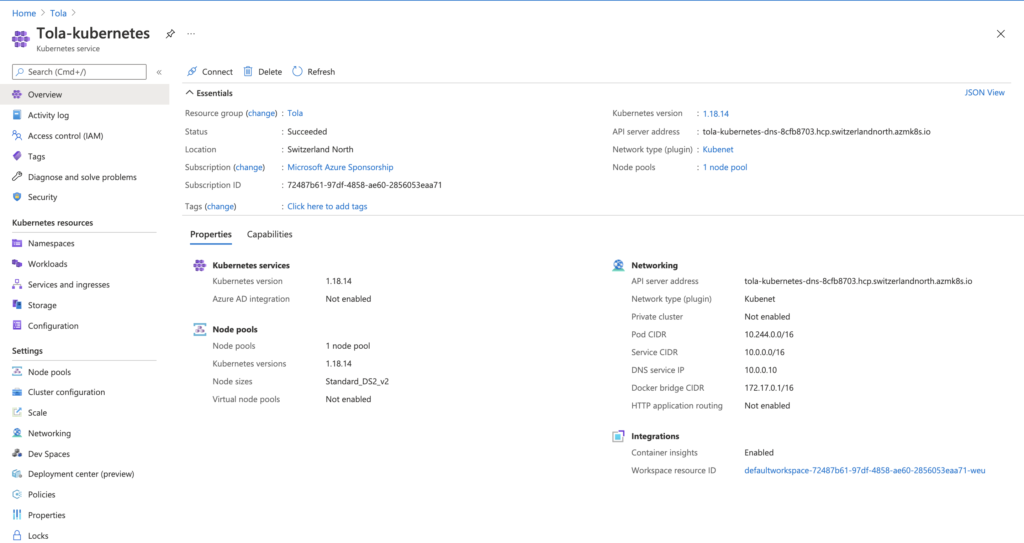 Home > Tola >
Tola-kubernetes
Kubernetes service
Search (Cmd+/)
«
Overview
Activity log
Access control (IAM)
Tags
Diagnose and solve problems
Security
Kubernetes resources
Namespaces
Workloads
Services and ingresses
Storage
Configuration
Settings
Node pools
Cluster configuration
Scale
Networking
Dev Spaces
Deployment center (preview)
Policies
Properties
Locks
Connect Delete Refresh
Essentials JSON View
Resource group (change) : Tola
Status : Succeeded
Location : Switzerland North
Subscription (change) : Microsoft Azure Sponsorship
Subscription ID : 72487b61-97df-4858-ae60-2856053eaa71
Tags (change) : Click here to add tags
Kubernetes version : 1.18.14
API server address : tola-kubernetes-dns-8cfb8703.hcp.switzerlandnorth.azmk8s.io
Network type (plugin) : Kubenet
Node pools : 1 node pool
Properties Capabilities
Kubernetes services
Kubernetes version 1.18.14
Azure AD integration Not enabled
Node pools
Node pools 1 node pool
Kubernetes versions 1.18.14
Node sizes Standard_DS2_v2
Virtual node pools Not enabled
Networking
API server address tola-kubernetes-dns-8cfb8703.hcp.switzerlandnorth.azmk8s.io
Network type (plugin) Kubenet
Private cluster Not enabled
Pod CIDR 10.244.0.0/16
Service CIDR 10.0.0.0/16
DNS service IP 10.0.0.10
Docker bridge CIDR 172.17.0.1/16
HTTP application routing Not enabled
Integrations
Container insights Enabled
Workspace resource ID defaultworkspace-72487b61-97df-4858-ae60-2856053eaa71-weu